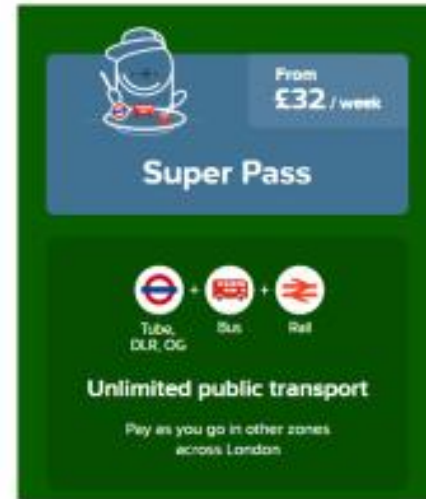 From
£32 / week
Super Pass
Tube,
DLR, OG
Bus
Rail
Unlimited public transport
Pay as you go in other zones
across London